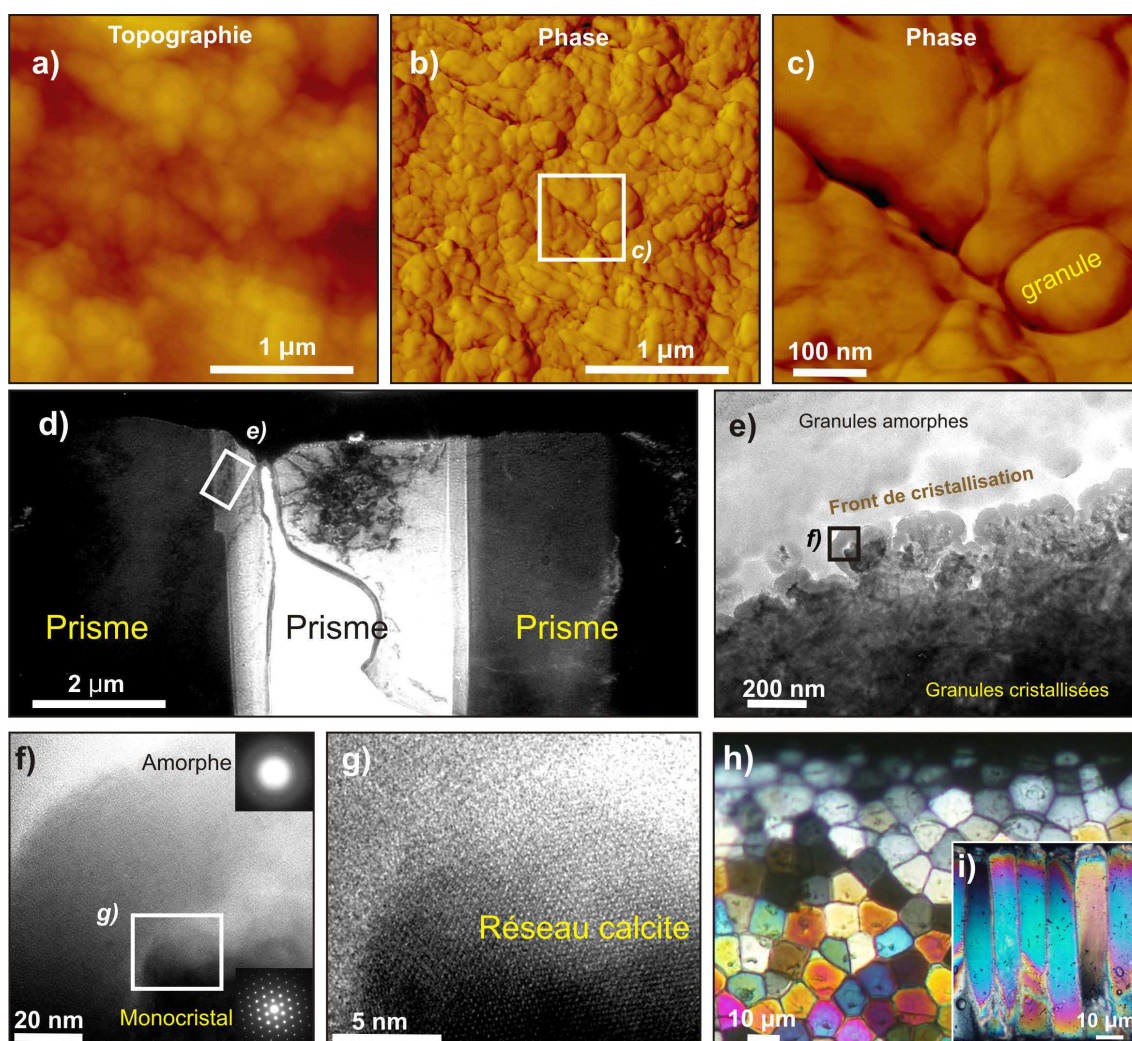 Topographie
a)
1 µm
Phase
b)
c)
1 µm
Phase
c)
granule
100 nm
d)
e)
Prisme
Prisme
Prisme
2 µm
e)
Granules amorphes
Front de cristallisation
f)
200 nm
Granules cristallisées
f)
Amorphe
g)
Monocristal
20 nm
g)
Réseau calcite
5 nm
h)
10 µm
i)
10 µm